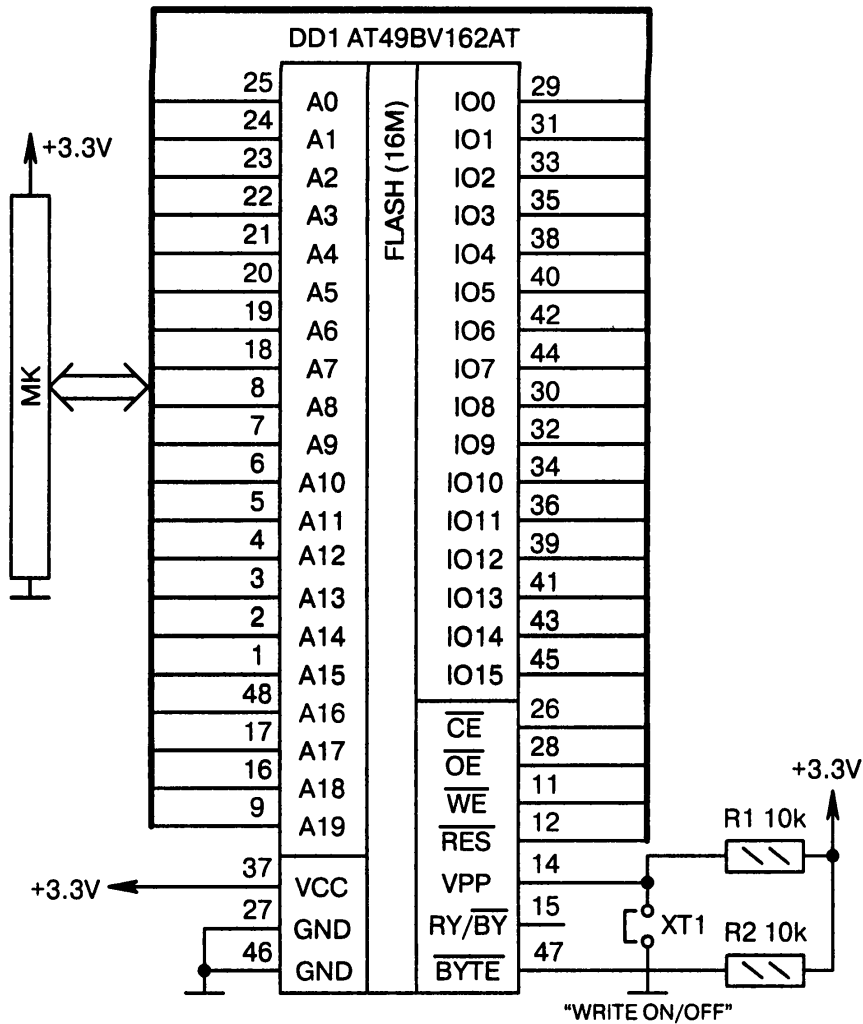 DD1 AT49BV162AT
FLASH (16M)
+3.3V
MK
25 A0 IO0 29
24 A1 IO1 31
23 A2 IO2 33
22 A3 IO3 35
21 A4 IO4 38
20 A5 IO5 40
19 A6 IO6 42
18 A7 IO7 44
8 A8 IO8 30
7 A9 IO9 32
6 A10 IO10 34
5 A11 IO11 36
4 A12 IO12 39
3 A13 IO13 41
2 A14 IO14 43
1 A15 IO15 45
48 A16 CE 26
17 A17 OE 28
16 A18 WE 11
9 A19 RES 12
+3.3V 37 VCC VPP 14
27 GND RY/BY 15
46 GND BYTE 47
+3.3V
R1 10k
XT1
R2 10k
"WRITE ON/OFF"